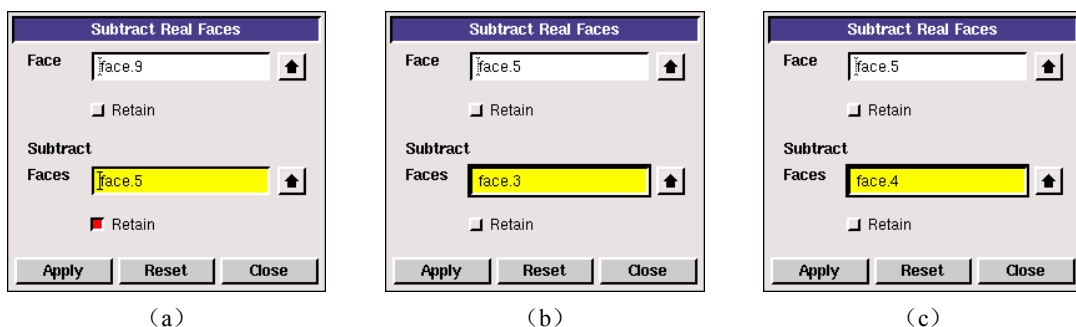 Subtract Real Faces
Face face.9
Retain
Subtract
Faces face.5
Retain
Apply Reset Close
（a）
Subtract Real Faces
Face face.5
Retain
Subtract
Faces face.3
Retain
Apply Reset Close
（b）
Subtract Real Faces
Face face.5
Retain
Subtract
Faces face.4
Retain
Apply Reset Close
（c）